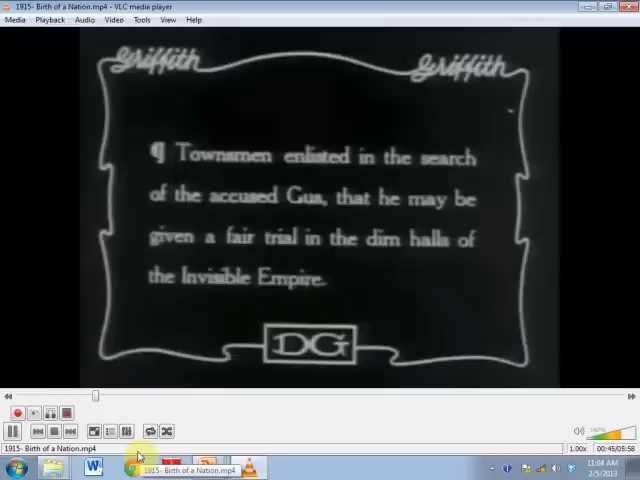 1915- Birth of a Nation.mp4 - VLC media player
Media Playback Audio Video Tools View Help
Griffith Griffith
¶ Townsmen enlisted in the search
of the accused Gus, that he may be
given a fair trial in the dim halls of
the Invisible Empire.
DG
1915- Birth of a Nation.mp4 1.00x 00:45/05:58
1915- Birth of a Nation.mp4
11:04 AM
2/5/2013